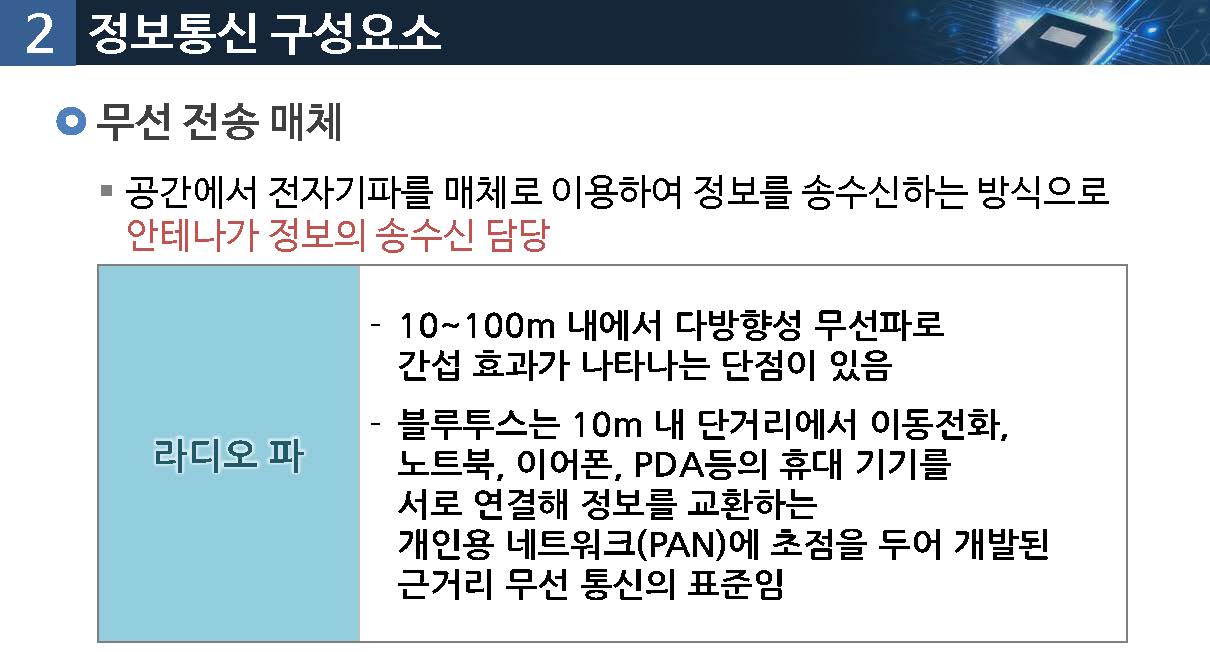 2 정보통신 구성요소
무선 전송 매체
▪ 공간에서 전자기파를 매체로 이용하여 정보를 송수신하는 방식으로
안테나가 정보의 송수신 담당
라디오 파
- 10~100m 내에서 다방향성 무선파로
간섭 효과가 나타나는 단점이 있음
- 블루투스는 10m 내 단거리에서 이동전화,
노트북, 이어폰, PDA등의 휴대 기기를
서로 연결해 정보를 교환하는
개인용 네트워크(PAN)에 초점을 두어 개발된
근거리 무선 통신의 표준임